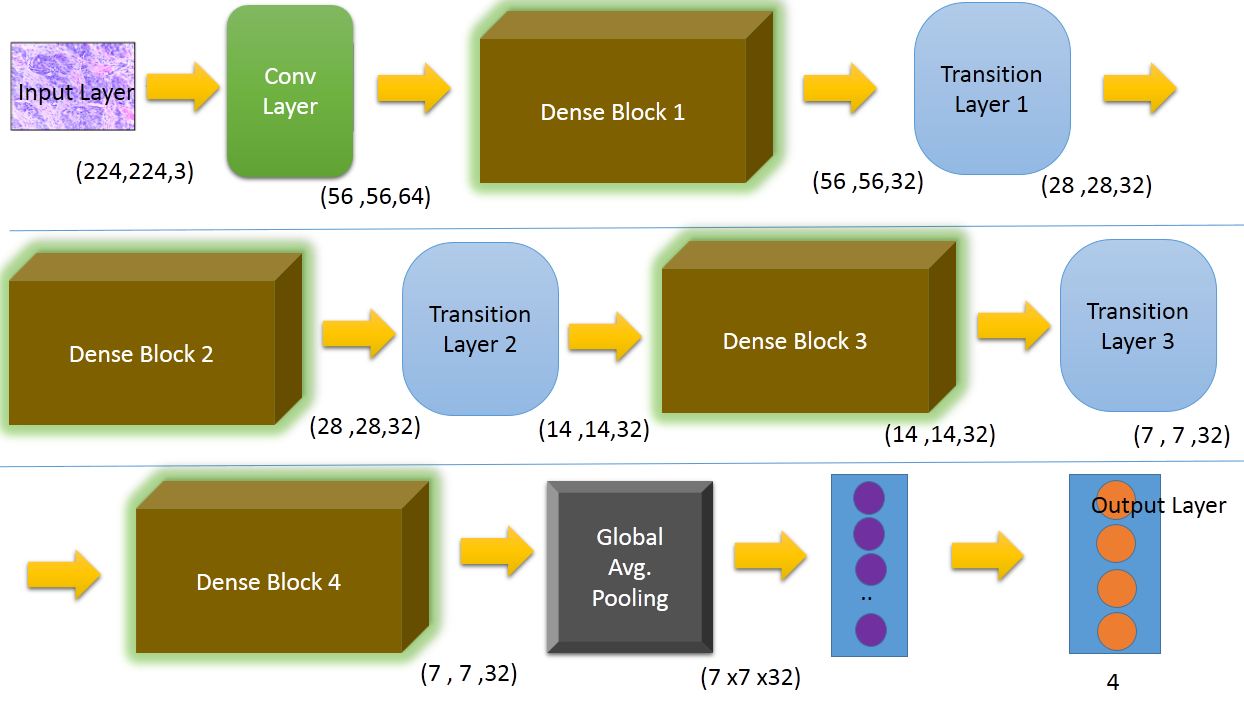 Input Layer
(224,224,3)
Conv
Layer
(56 ,56,64)
Dense Block 1
(56 ,56,32)
Transition
Layer 1
(28 ,28,32)
Dense Block 2
(28 ,28,32)
Transition
Layer 2
(14 ,14,32)
Dense Block 3
(14 ,14,32)
Transition
Layer 3
(7 , 7 ,32)
Dense Block 4
(7 , 7 ,32)
Global
Avg.
Pooling
(7 x7 x32)
..
Output Layer
4